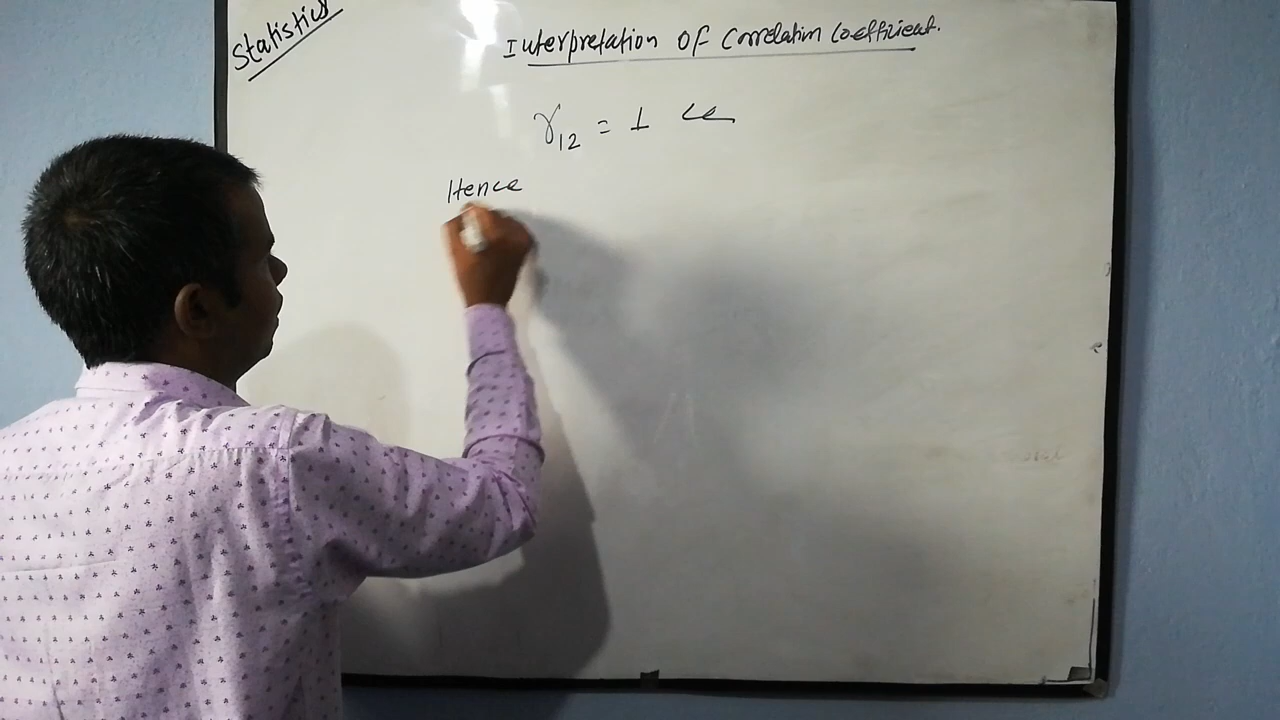 Statistics
Interpretation Of Correlation Coefficient.
r12 = 1
Hence